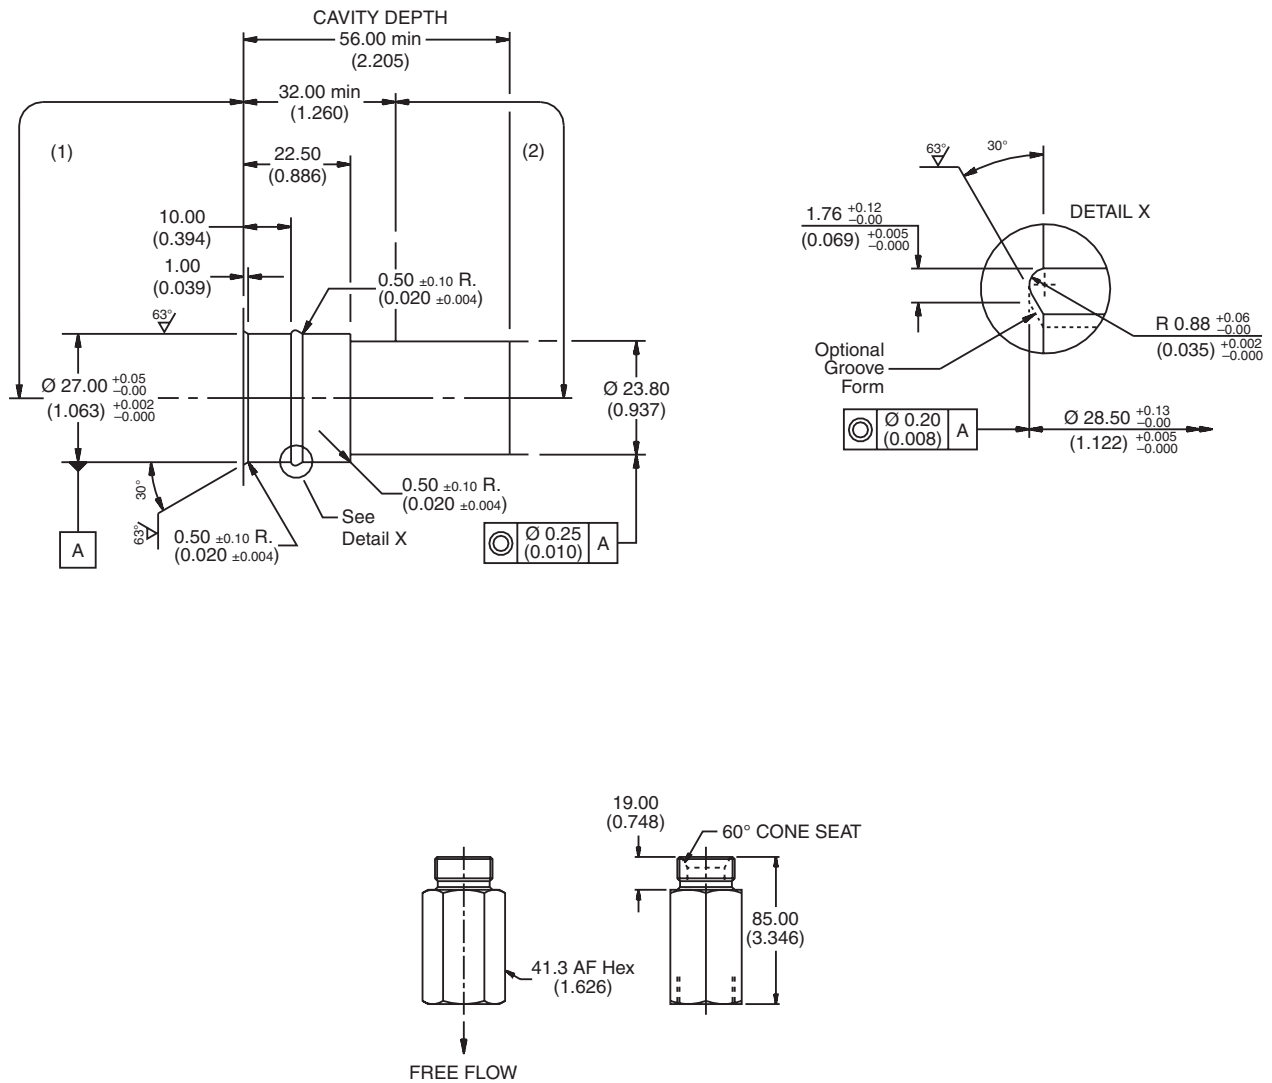 CAVITY DEPTH
56.00 min
(2.205)
32.00 min
(1.260)
(1)
(2)
22.50
(0.886)
10.00
(0.394)
1.00
(0.039)
0.50 ±0.10 R.
(0.020 ±0.004)
63°
Ø 27.00 +0.05 −0.00
(1.063) +0.002 −0.000
Ø 23.80
(0.937)
30°
63°
A
0.50 ±0.10 R.
(0.020 ±0.004)
See
Detail X
0.50 ±0.10 R.
(0.020 ±0.004)
Ø 0.25
(0.010)
A
63°
30°
DETAIL X
1.76 +0.12 −0.00
(0.069) +0.005 −0.000
R 0.88 +0.06 −0.00
(0.035) +0.002 −0.000
Optional
Groove
Form
Ø 0.20
(0.008)
A
Ø 28.50 +0.13 −0.00
(1.122) +0.005 −0.000
19.00
(0.748)
60° CONE SEAT
85.00
(3.346)
41.3 AF Hex
(1.626)
FREE FLOW